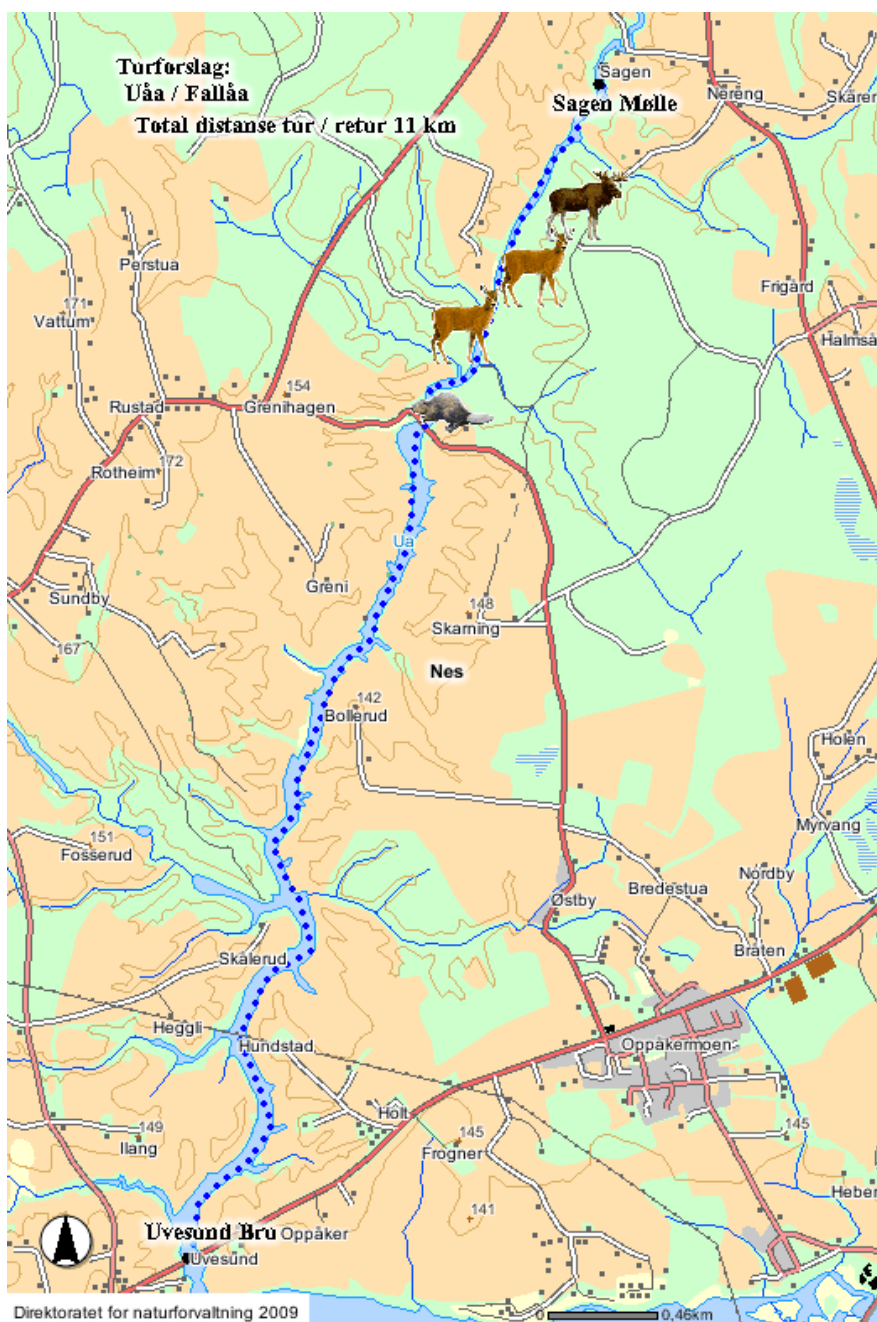 Turforslag:
Uåa / Fallåa
Total distanse tur / retur 11 km
Sagen
Sagen Mølle
Nereng
Skåren
Perstua
171
Vattum
Frigård
Halmså
154
Rustad
Grenihagen
Rotheim
172
Ua
Greni
Sundby
148
Skarning
167
Nes
142
Bollerud
Holen
Myrvang
151
Fosserud
Nordby
Bredestua
Østby
Bråten
Skålerud
Heggli
Hundstad
Oppåkermoen
Holt
149
145
145
Ilang
Frogner
Heber
141
Uvesund Bru
Oppåker
Uvesund
Direktoratet for naturforvaltning 2009
0
0,46km